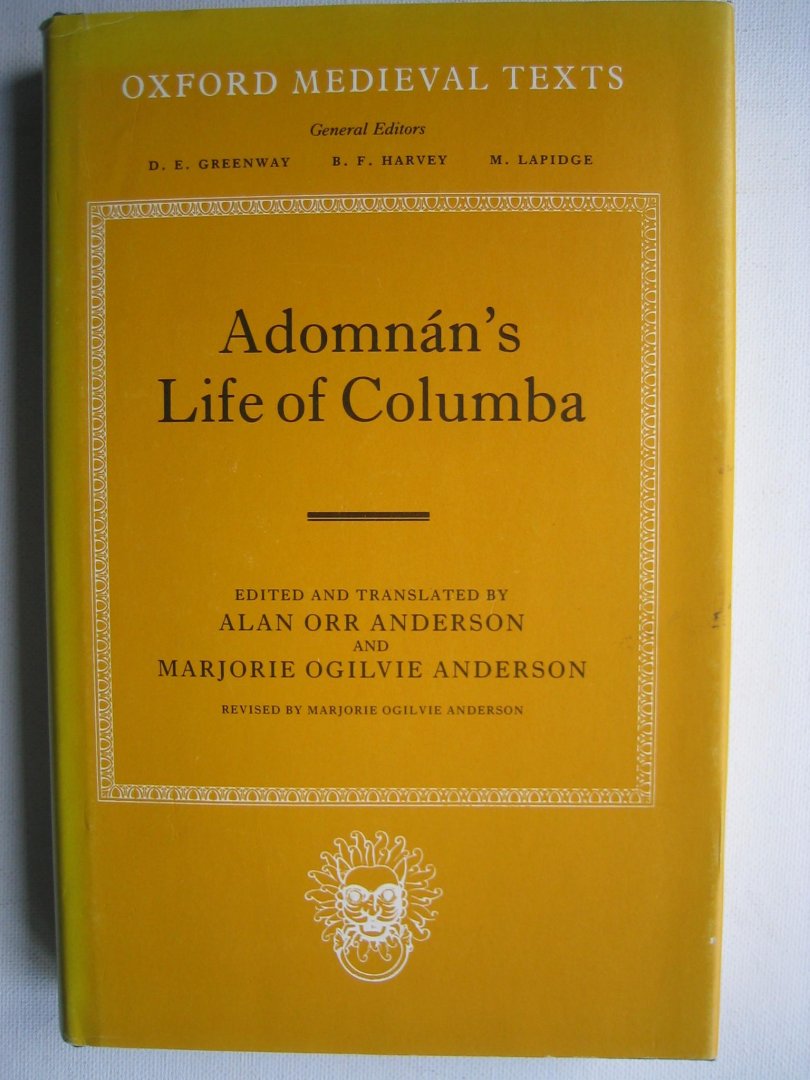 OXFORD MEDIEVAL TEXTS
General Editors
D. E. GREENWAY B. F. HARVEY M. LAPIDGE
Adomnán's
Life of Columba
EDITED AND TRANSLATED BY
ALAN ORR ANDERSON
AND
MARJORIE OGILVIE ANDERSON
REVISED BY MARJORIE OGILVIE ANDERSON